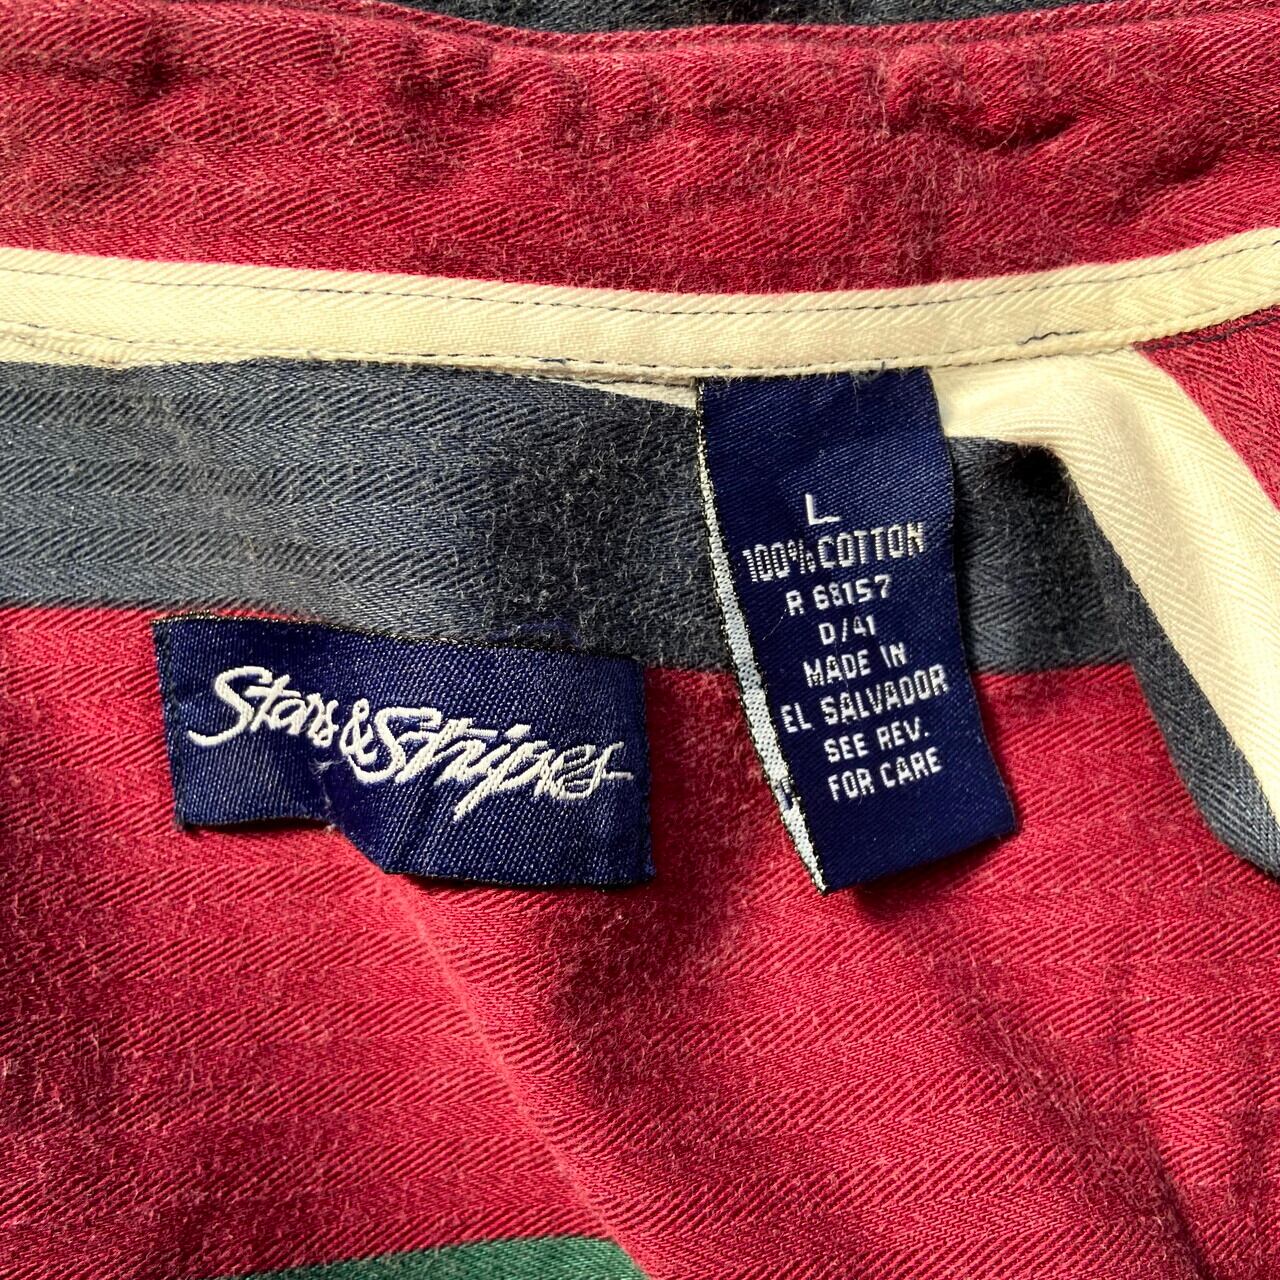 Stars&Stripes
L
100% COTTON
R 68157
D/41
MADE IN
EL SALVADOR
SEE REV.
FOR CARE